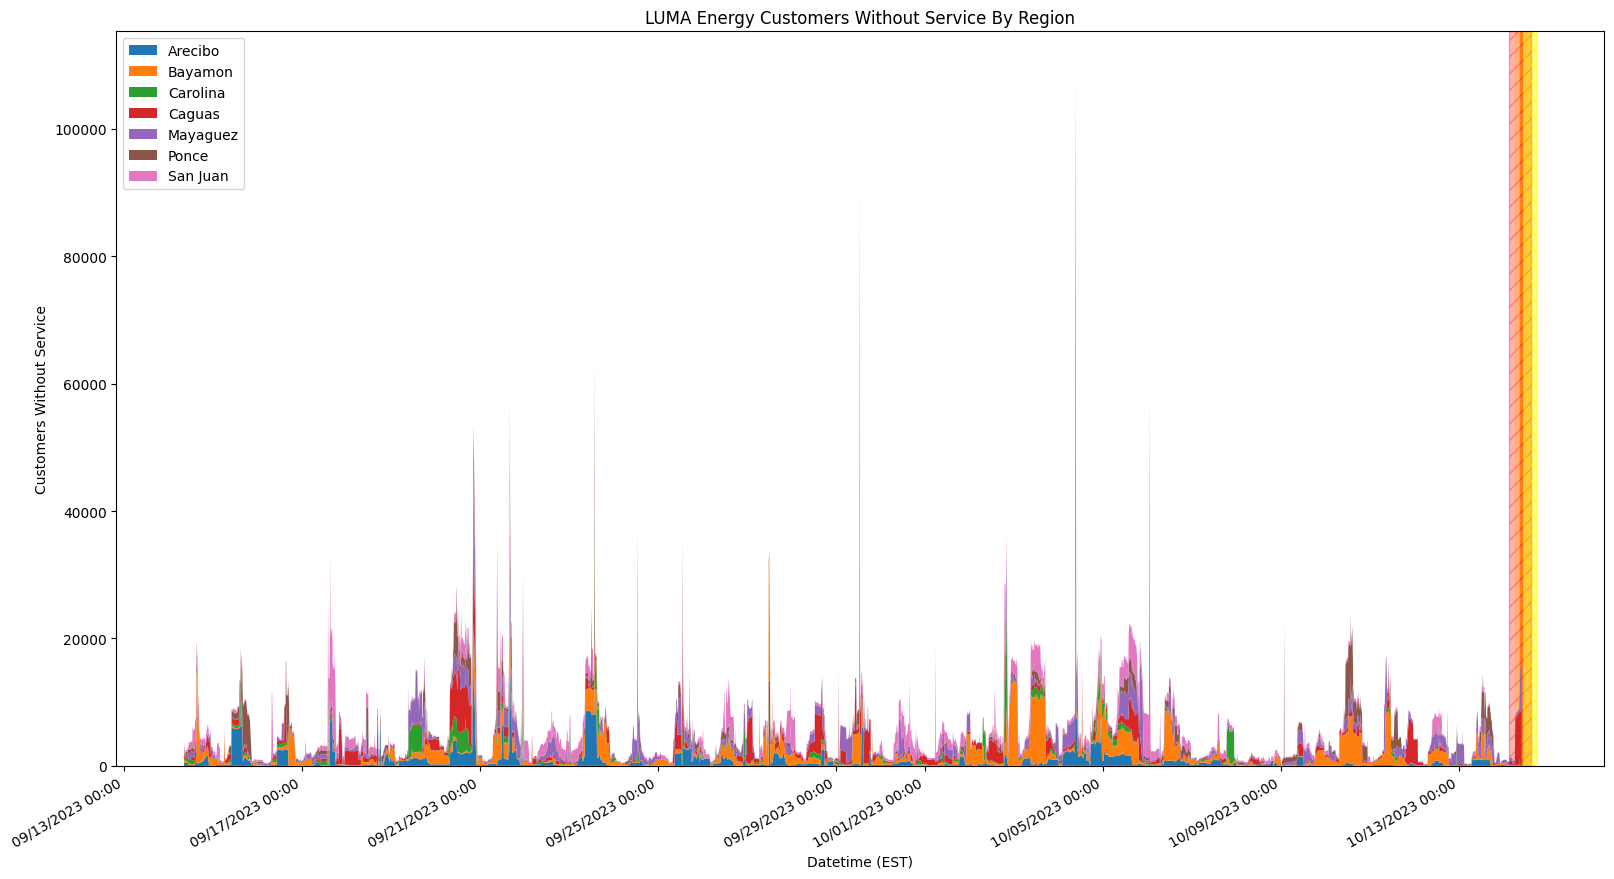 LUMA Energy Customers Without Service By Region
Arecibo
Bayamon
Carolina
Caguas
Mayaguez
Ponce
San Juan
Customers Without Service
100000
80000
60000
40000
20000
0
09/13/2023 00:00
09/17/2023 00:00
09/21/2023 00:00
09/25/2023 00:00
09/29/2023 00:00
10/01/2023 00:00
10/05/2023 00:00
10/09/2023 00:00
10/13/2023 00:00
Datetime (EST)